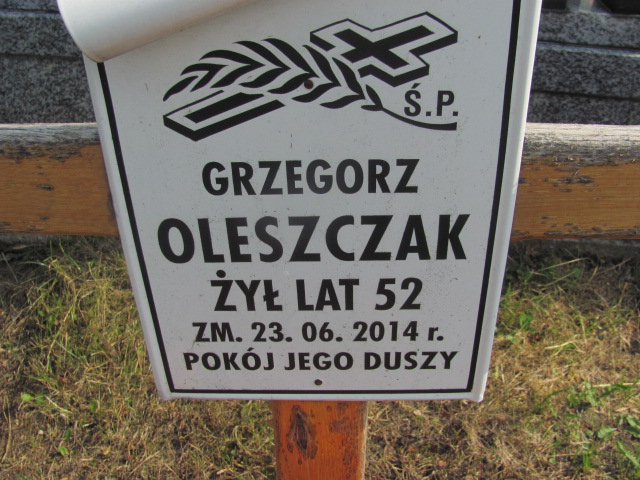 Ś.P.
GRZEGORZ
OLESZCZAK
ŻYŁ LAT 52
ZM. 23. 06. 2014 r.
POKÓJ JEGO DUSZY